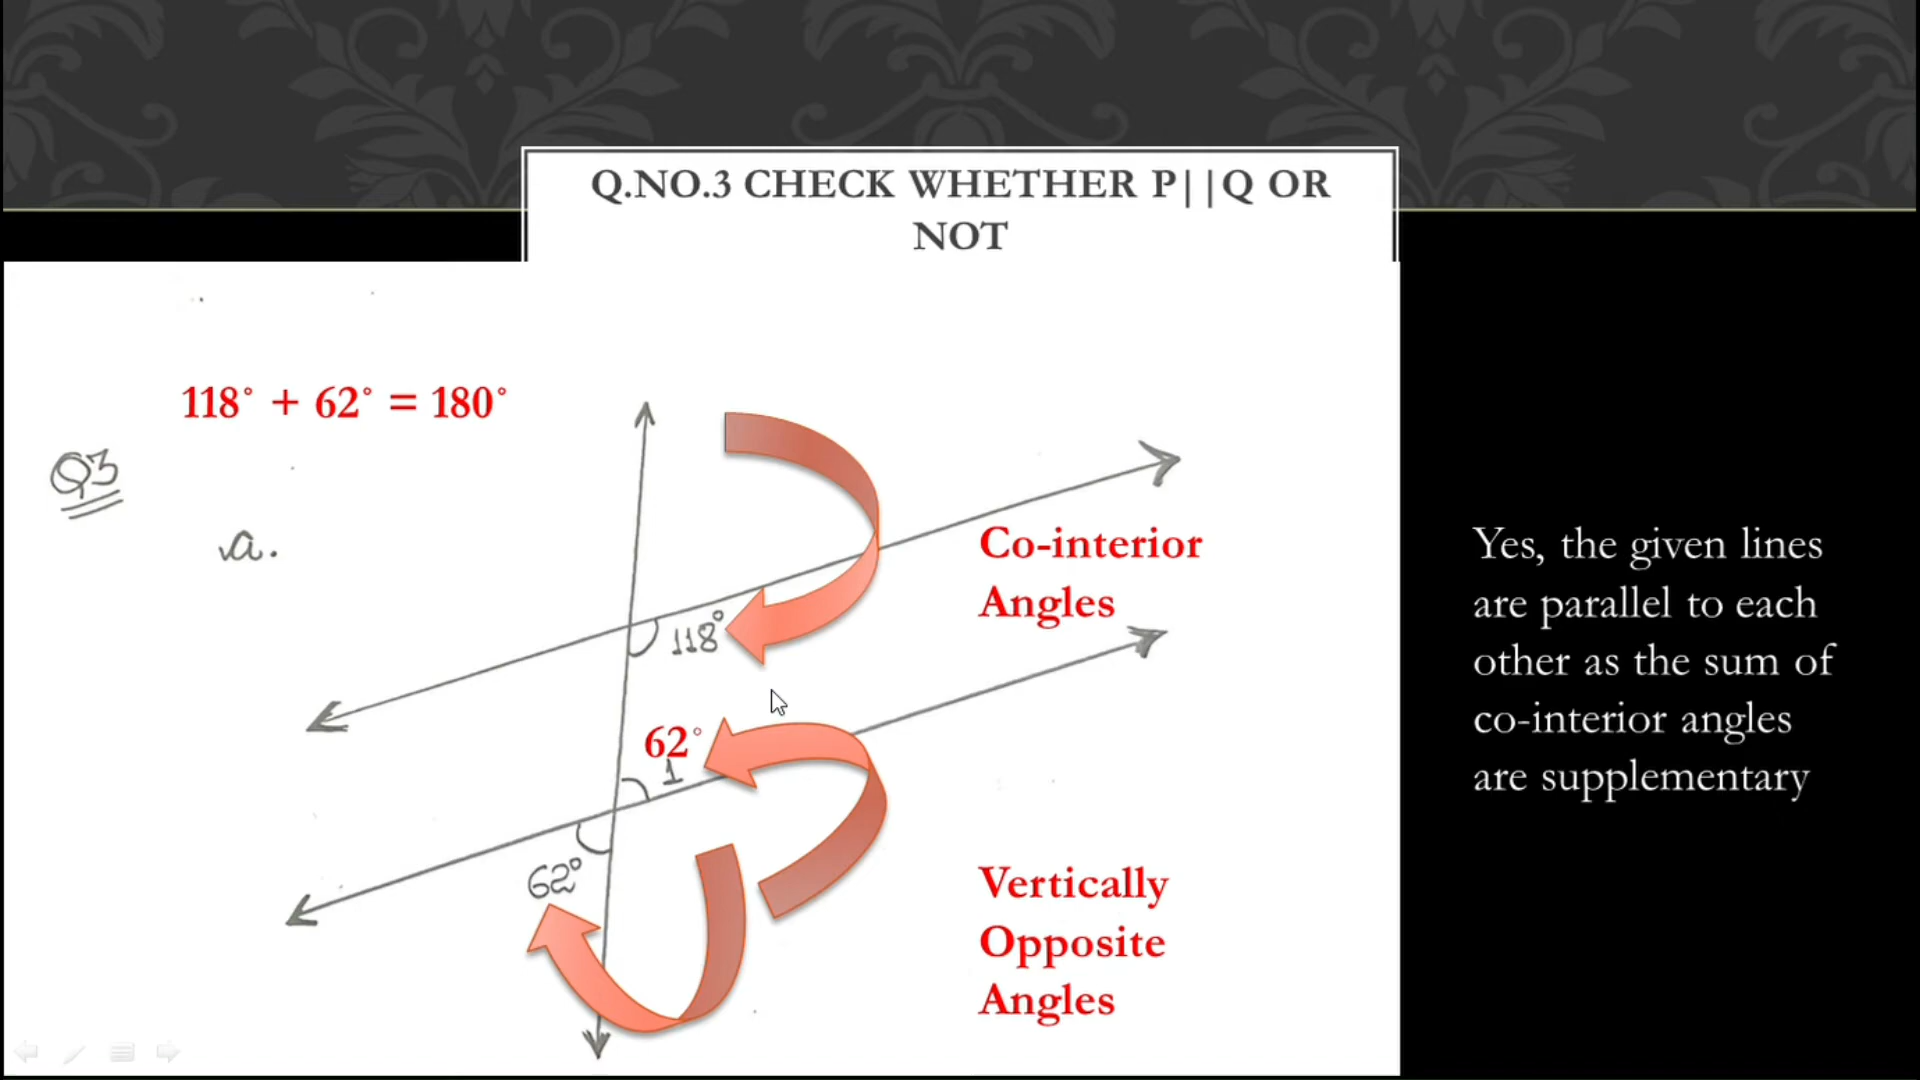 Q.NO.3 CHECK WHETHER P||Q OR
NOT
118° + 62° = 180°
Q3
a.
Co-interior
Angles
118°
62°
1
62°
Vertically
Opposite
Angles
Yes, the given lines
are parallel to each
other as the sum of
co-interior angles
are supplementary